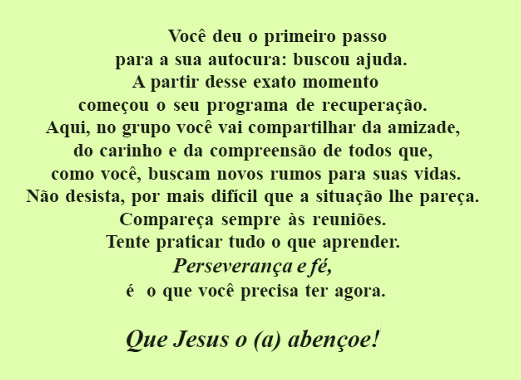 Você deu o primeiro passo
para a sua autocura: buscou ajuda.
A partir desse exato momento
começou o seu programa de recuperação.
Aqui, no grupo você vai compartilhar da amizade,
do carinho e da compreensão de todos que,
como você, buscam novos rumos para suas vidas.
Não desista, por mais difícil que a situação lhe pareça.
Compareça sempre às reuniões.
Tente praticar tudo o que aprender.
Perseverança e fé,
é o que você precisa ter agora.
Que Jesus o (a) abençoe!